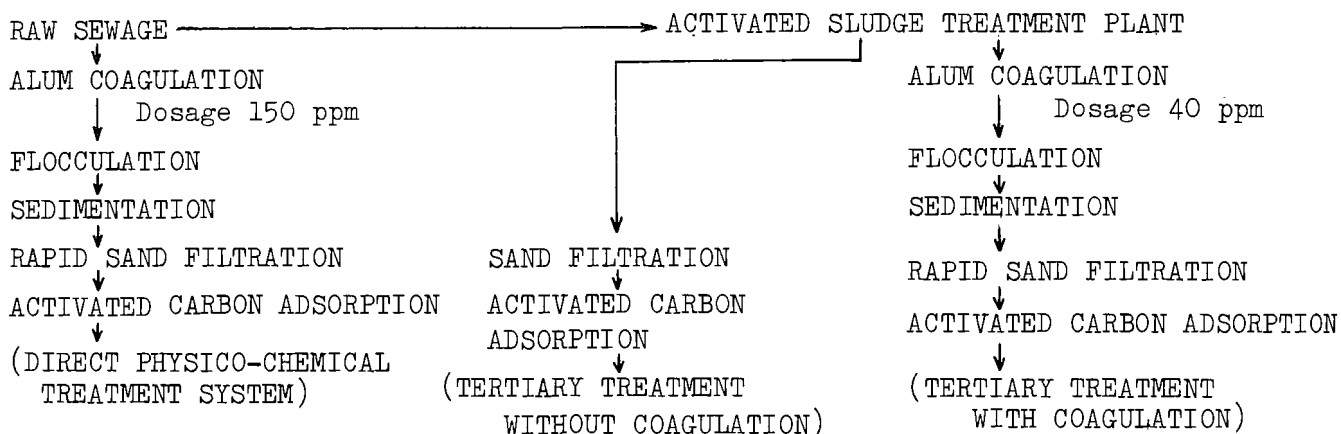 RAW SEWAGE
ALUM COAGULATION
Dosage 150 ppm
FLOCCULATION
SEDIMENTATION
RAPID SAND FILTRATION
ACTIVATED CARBON ADSORPTION
(DIRECT PHYSICO-CHEMICAL
TREATMENT SYSTEM)
ACTIVATED SLUDGE TREATMENT PLANT
SAND FILTRATION
ACTIVATED CARBON
ADSORPTION
(TERTIARY TREATMENT
WITHOUT COAGULATION)
ALUM COAGULATION
Dosage 40 ppm
FLOCCULATION
SEDIMENTATION
RAPID SAND FILTRATION
ACTIVATED CARBON ADSORPTION
(TERTIARY TREATMENT
WITH COAGULATION)